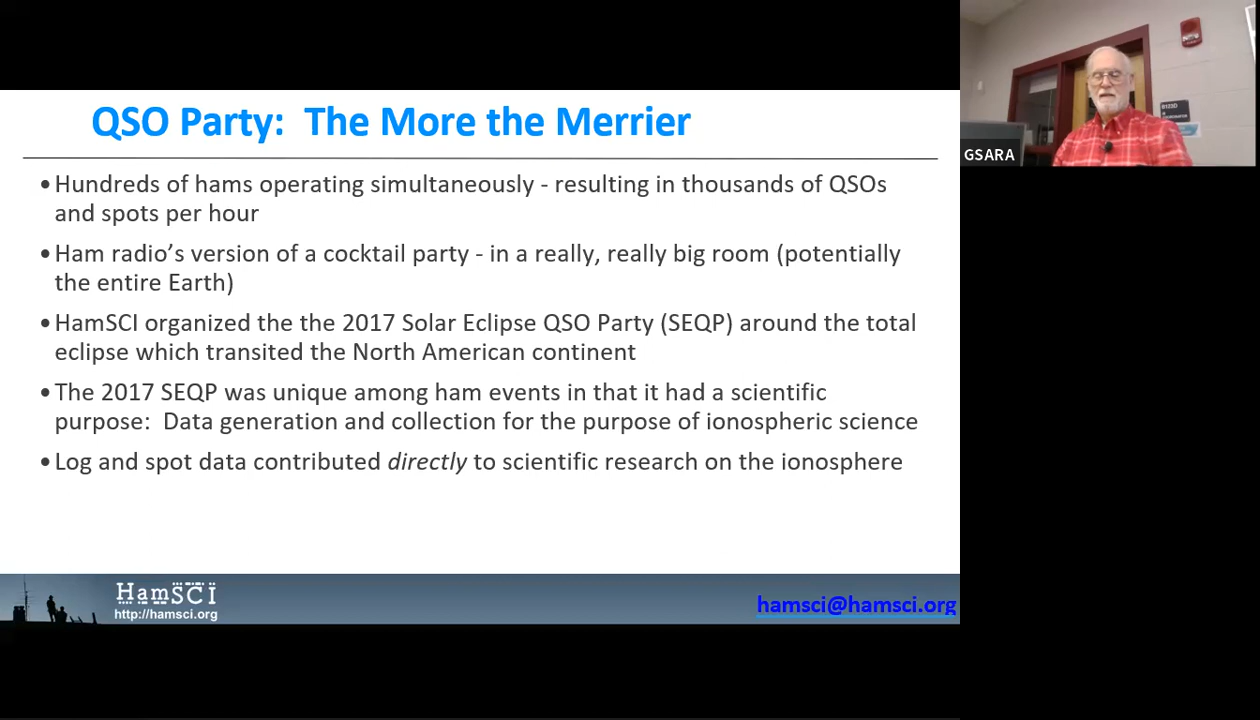 QSO Party:  The More the Merrier
•Hundreds of hams operating simultaneously - resulting in thousands of QSOs
and spots per hour
•Ham radio's version of a cocktail party - in a really, really big room (potentially
the entire Earth)
•HamSCI organized the the 2017 Solar Eclipse QSO Party (SEQP) around the total
eclipse which transited the North American continent
•The 2017 SEQP was unique among ham events in that it had a scientific
purpose:  Data generation and collection for the purpose of ionospheric science
•Log and spot data contributed directly to scientific research on the ionosphere
HamSCI
http://hamsci.org
hamsci@hamsci.org
GSARA